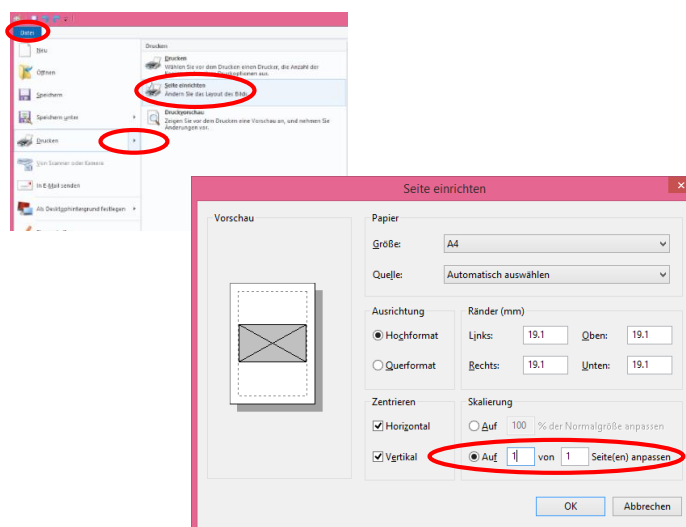 Datei
Neu
Öffnen
Speichern
Speichern unter
Drucken
Von Scanner oder Kamera
In E-Mail senden
Als Desktophintergrund festlegen
Drucken
Drucken
Wählen Sie vor dem Drucken einen Drucker, die Anzahl der
aus.
Seite einrichten
Ändern Sie das Layout des Bilds.
Druckvorschau
Zeigen Sie vor dem Drucken eine Vorschau an, und nehmen Sie
Änderungen vor.
Seite einrichten
Vorschau
Papier
Größe: A4
Quelle: Automatisch auswählen
Ausrichtung
Hochformat
Querformat
Ränder (mm)
Links: 19.1 Oben: 19.1
Rechts: 19.1 Unten: 19.1
Zentrieren
Horizontal
Vertikal
Skalierung
Auf 100 % der Normalgröße anpassen
Auf 1 von 1 Seite(en) anpassen
OK Abbrechen